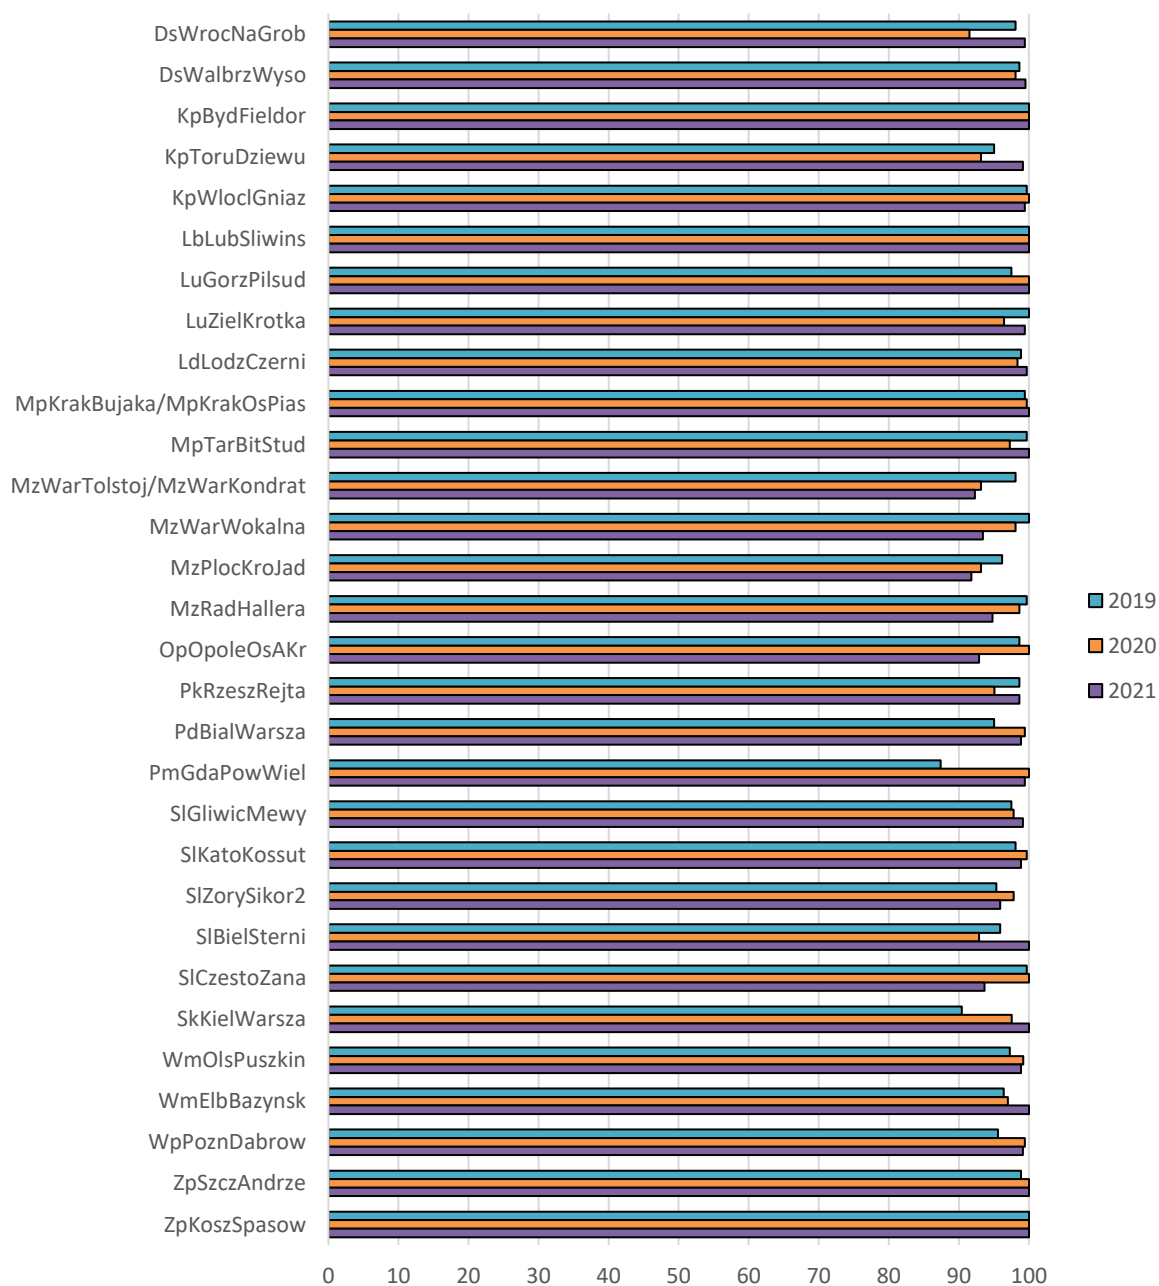 DsWrocNaGrob
DsWalbrzWyso
KpBydFieldor
KpToruDziewu
KpWloclGniaz
LbLubSliwins
LuGorzPilsud
LuZielKrotka
LdLodzCzerni
MpKrakBujaka/MpKrakOsPias
MpTarBitStud
MzWarTolstoj/MzWarKondrat
MzWarWokalna
MzPlocKroJad
MzRadHallera
OpOpoleOsAKr
PkRzeszRejta
PdBialWarsza
PmGdaPowWiel
SlGliwicMewy
SlKatoKossut
SlZorySikor2
SlBielSterni
SlCzestoZana
SkKielWarsza
WmOlsPuszkin
WmElbBazynsk
WpPoznDabrow
ZpSzczAndrze
ZpKoszSpasow
0 10 20 30 40 50 60 70 80 90 100
2019
2020
2021